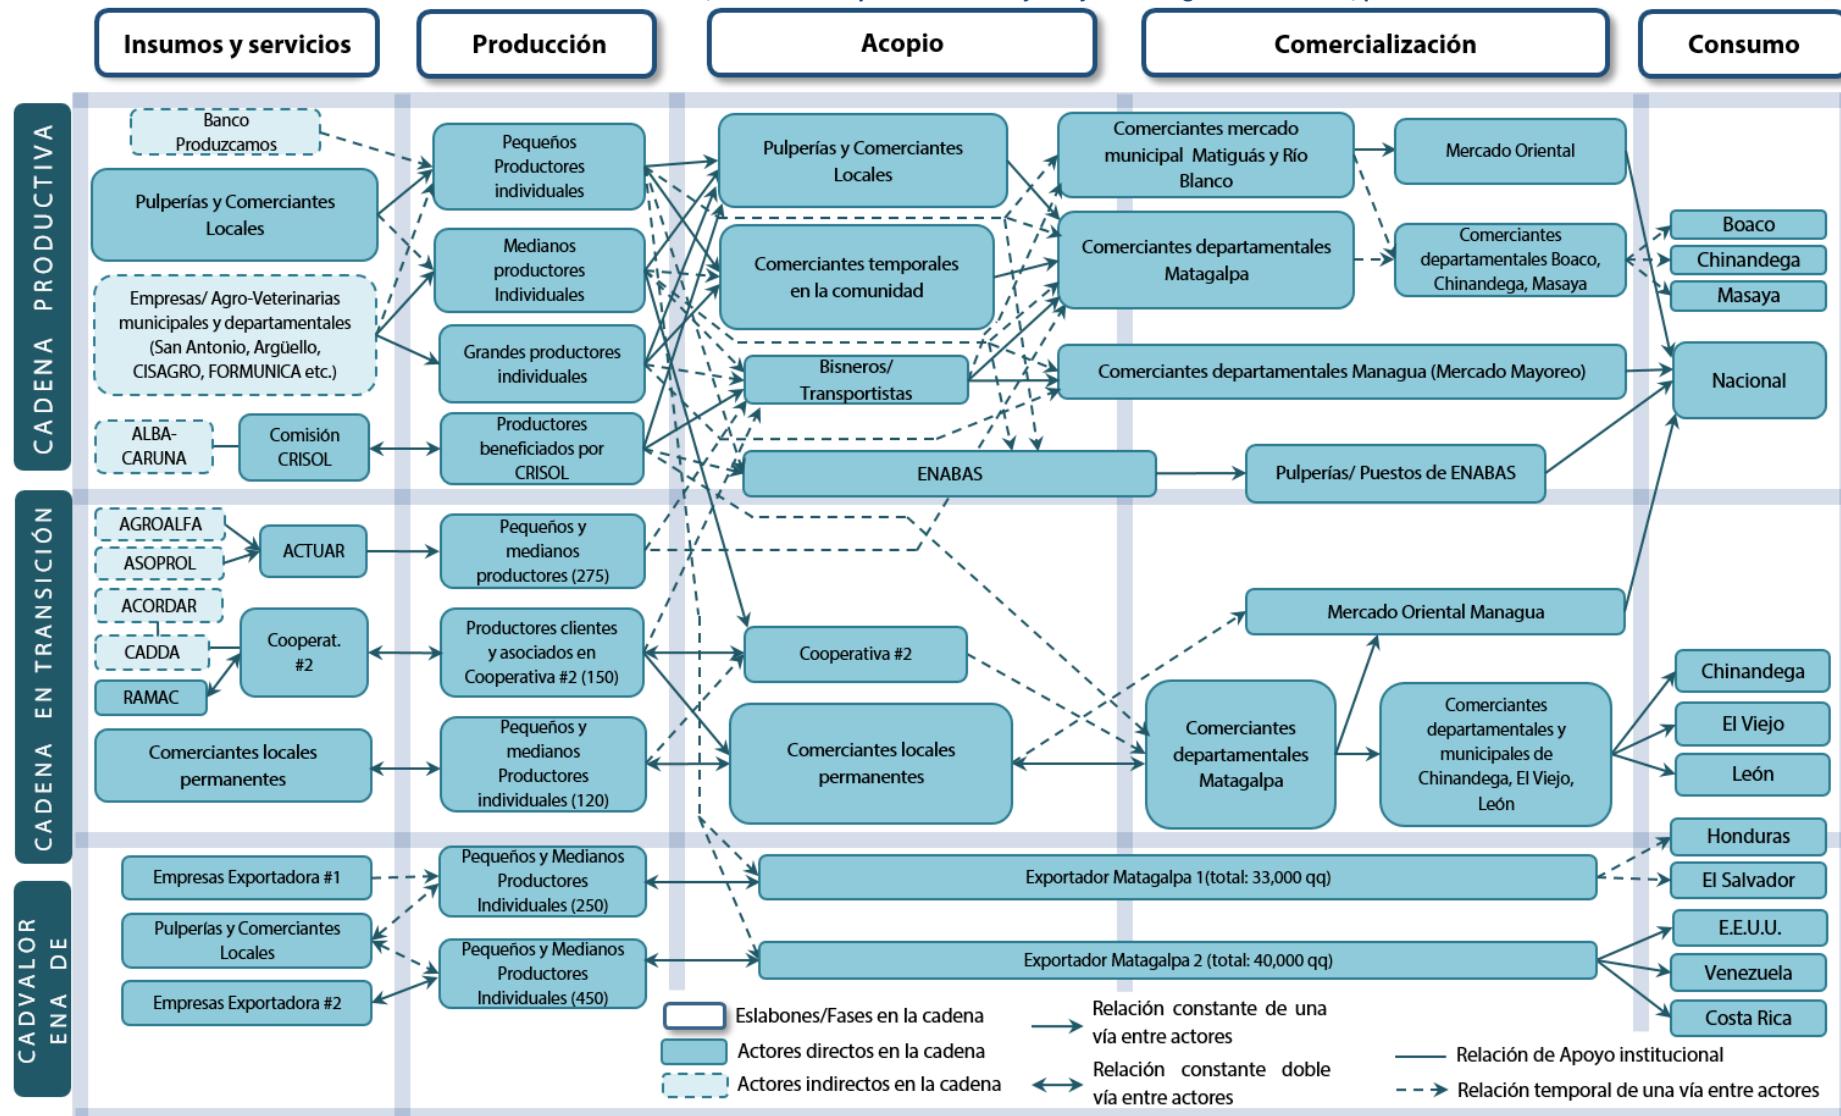 Insumos y servicios
Producción
Acopio
Comercialización
Consumo
CADENA PRODUCTIVA
Banco
Produzcamos
Pulperías y Comerciantes
Locales
Empresas/ Agro-Veterinarias
municipales y departamentales
(San Antonio, Argüello,
CISAGRO, FORMUNICA etc.)
ALBA-
CARUNA
Comisión
CRISOL
Pequeños
Productores
individuales
Medianos
productores
Individuales
Grandes productores
individuales
Productores
beneficiados por
CRISOL
Pulperías y Comerciantes
Locales
Comerciantes temporales
en la comunidad
Bisneros/
Transportistas
ENABAS
Comerciantes mercado
municipal Matiguás y Río
Blanco
Comerciantes departamentales
Matagalpa
Comerciantes departamentales Managua (Mercado Mayoreo)
Pulperías/ Puestos de ENABAS
Mercado Oriental
Comerciantes
departamentales Boaco,
Chinandega, Masaya
Boaco
Chinandega
Masaya
Nacional
CADENA EN TRANSICIÓN
AGROALFA
ASOPROL
ACTUAR
ACORDAR
CADDA
RAMAC
Cooperat.
#2
Comerciantes locales
permanentes
Pequeños y
medianos
productores (275)
Productores clientes
y asociados en
Cooperativa #2 (150)
Pequeños y
medianos
Productores
individuales (120)
Cooperativa #2
Comerciantes locales
permanentes
Mercado Oriental Managua
Comerciantes
departamentales
Matagalpa
Comerciantes
departamentales y
municipales de
Chinandega, El Viejo,
León
Chinandega
El Viejo
León
CADVALOR
ENA DE
Empresas Exportadora #1
Pulperías y Comerciantes
Locales
Empresas Exportadora #2
Pequeños y Medianos
Productores
Individuales (250)
Pequeños y Medianos
Productores
Individuales (450)
Exportador Matagalpa 1(total: 33,000 qq)
Exportador Matagalpa 2 (total: 40,000 qq)
Honduras
El Salvador
E.E.U.U.
Venezuela
Costa Rica
Eslabones/Fases en la cadena
Actores directos en la cadena
Actores indirectos en la cadena
Relación constante de una
vía entre actores
Relación constante doble
vía entre actores
Relación de Apoyo institucional
Relación temporal de una vía entre actores